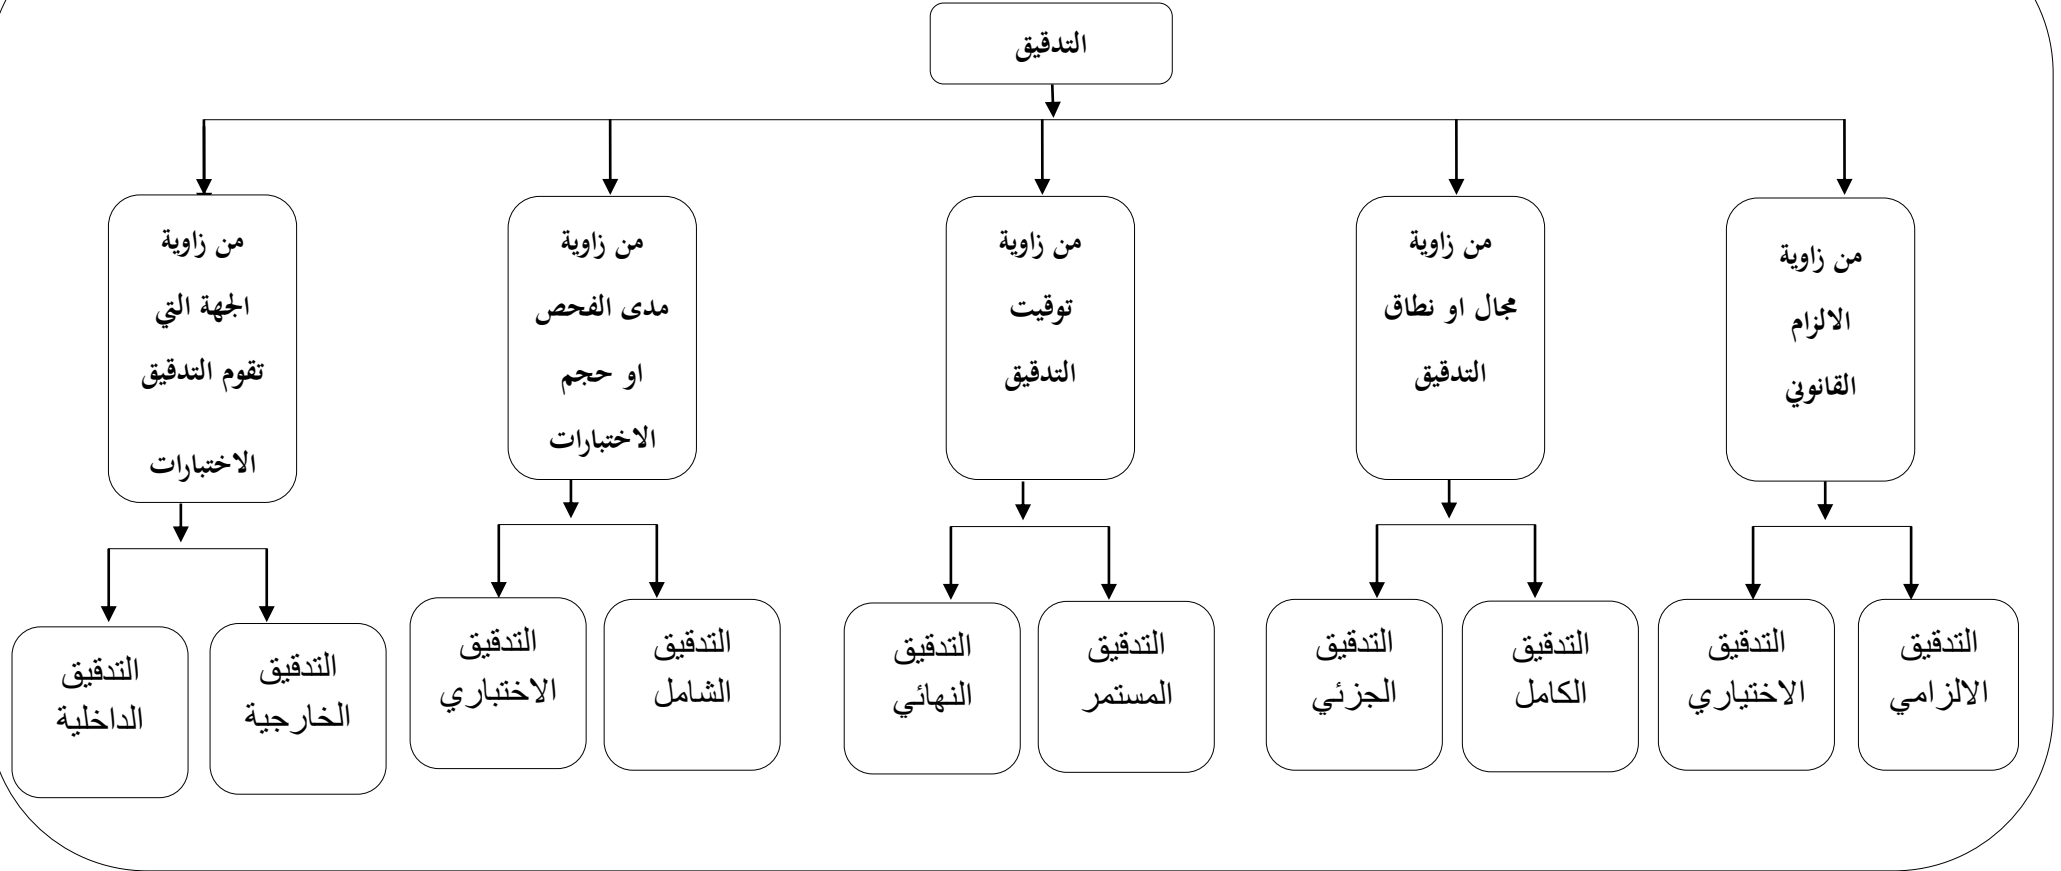 التدقيق
من زاوية
الالزام
القانوني
من زاوية
مجال او نطاق
التدقيق
من زاوية
توقيت
التدقيق
من زاوية
مدى الفحص
او حجم
الاختبارات
من زاوية
الجهة التي
تقوم التدقيق
الاختبارات
التدقيق
الالزامي
التدقيق
الاختياري
التدقيق
الكامل
التدقيق
الجزئي
التدقيق
المستمر
التدقيق
النهائي
التدقيق
الشامل
التدقيق
الاختباري
التدقيق
الخارجية
التدقيق
الداخلية